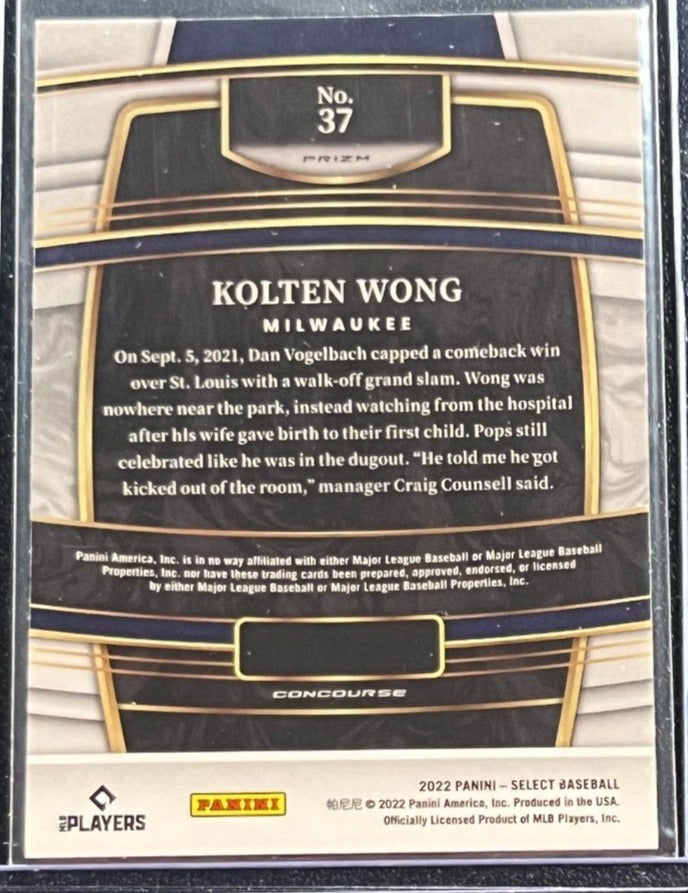 No.
37
PRIZM
KOLTEN WONG
MILWAUKEE
On Sept. 5, 2021, Dan Vogelbach capped a comeback win
over St. Louis with a walk-off grand slam. Wong was
nowhere near the park, instead watching from the hospital
after his wife gave birth to their first child. Pops still
celebrated like he was in the dugout. “He told me he got
kicked out of the room,” manager Craig Counsell said.
Panini America, Inc. is in no way affiliated with either Major League Baseball or Major League Baseball
Properties, Inc. nor have these trading cards been prepared, approved, endorsed, or licensed
by either Major League Baseball or Major League Baseball Properties, Inc.
CONCOURSE
2022 PANINI – SELECT BASEBALL
帕尼尼 © 2022 Panini America, Inc. Produced in the USA.
Officially Licensed Product of MLB Players, Inc.
MLB PLAYERS
PANINI